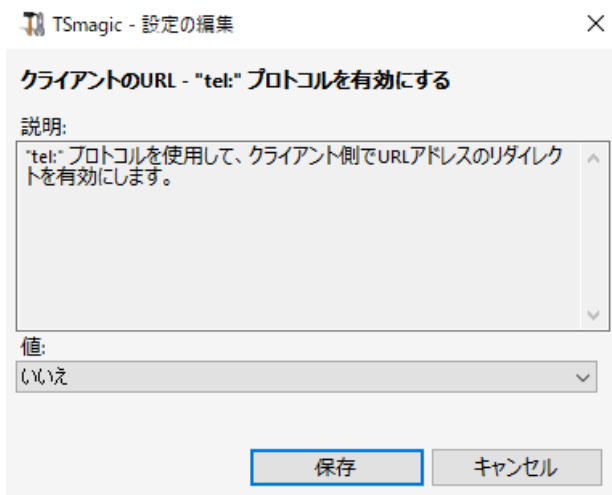 TSmagic - 設定の編集
クライアントのURL - "tel:" プロトコルを有効にする
説明:
"tel:" プロトコルを使用して、クライアント側でURLアドレスのリダイレク
トを有効にします。
値:
いいえ
保存 キャンセル